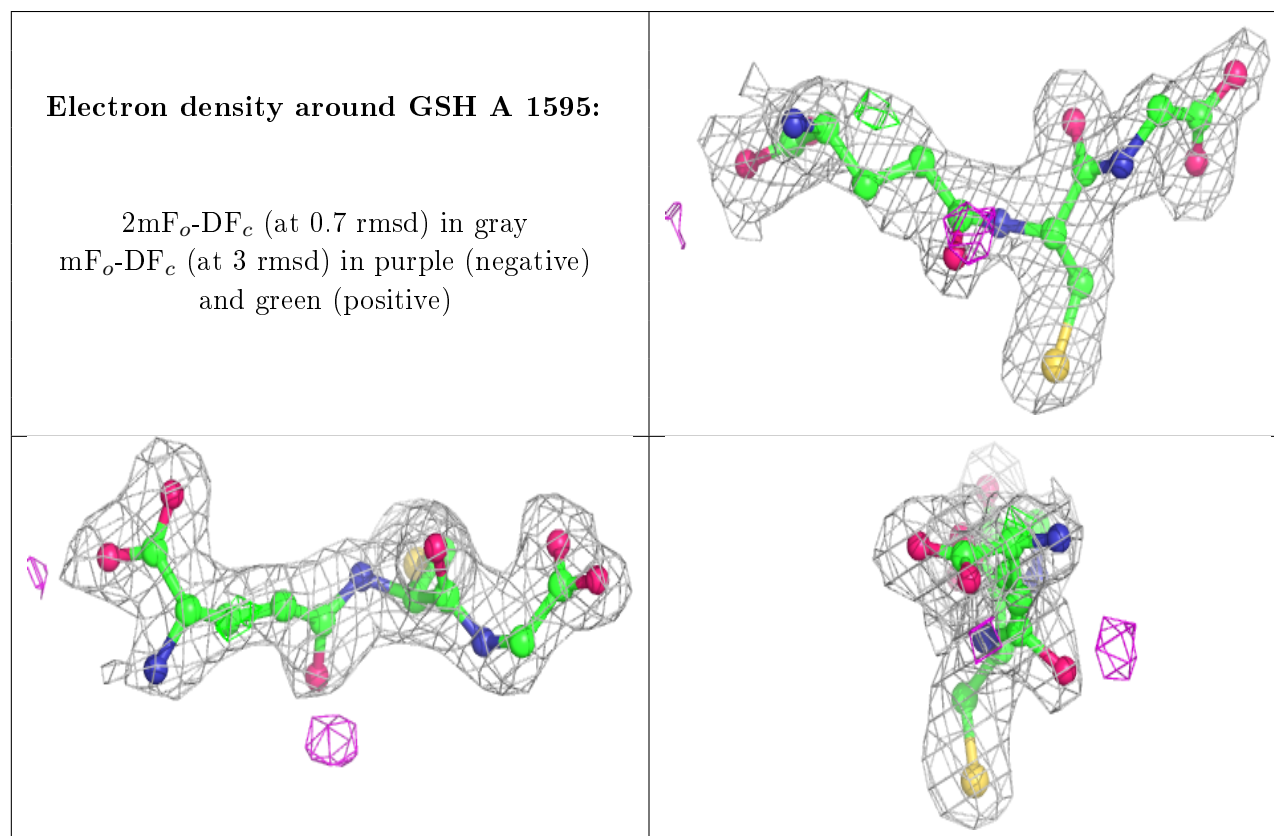 Electron density around GSH A 1595:
2mFₒ-DF𝒸 (at 0.7 rmsd) in gray
mFₒ-DF𝒸 (at 3 rmsd) in purple (negative)
and green (positive)